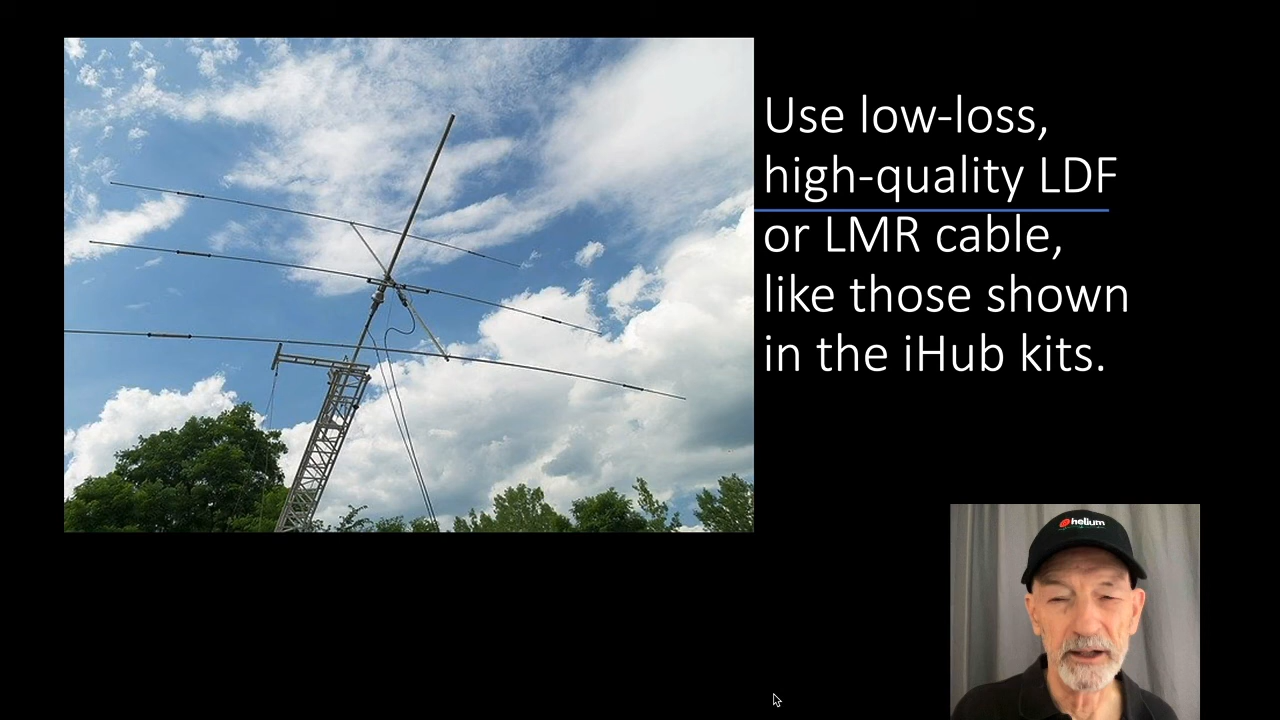 Use low-loss,
high-quality LDF
or LMR cable,
like those shown
in the iHub kits.
helium